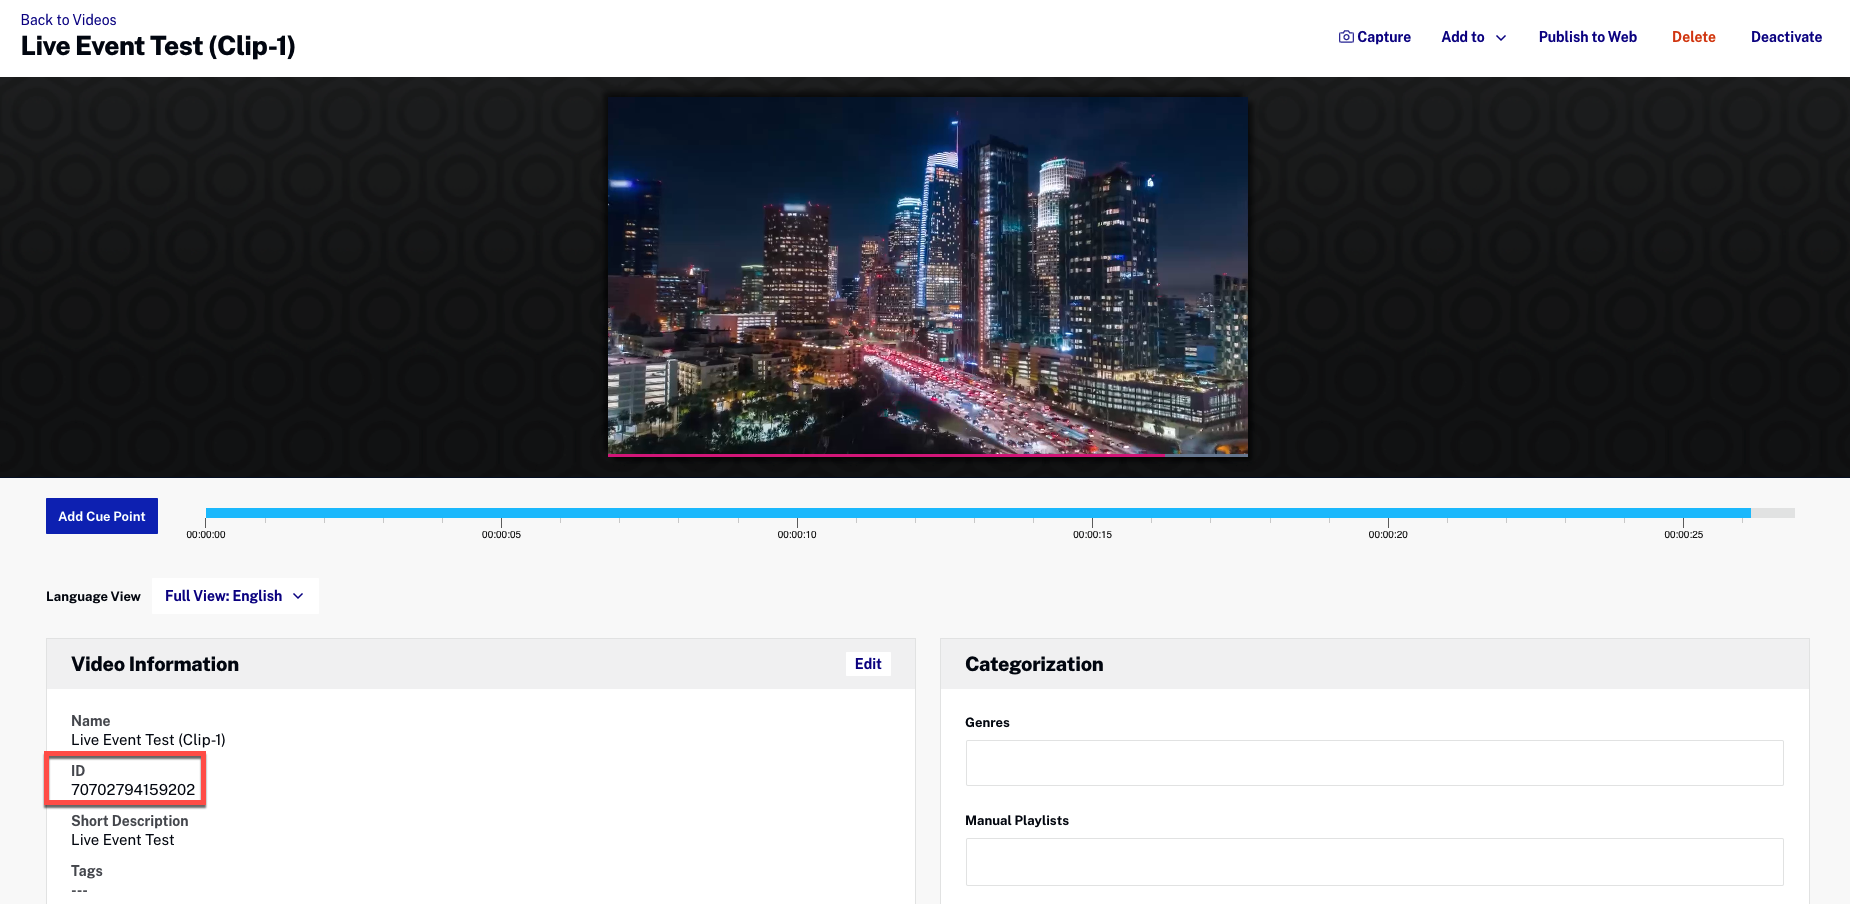 Back to Videos
Live Event Test (Clip-1)
Capture Add to Publish to Web Delete Deactivate
Add Cue Point
00:00:00 00:00:05 00:00:10 00:00:15 00:00:20 00:00:25
Language View Full View: English
Video Information Edit
Name
Live Event Test (Clip-1)
ID
70702794159202
Short Description
Live Event Test
Tags
---
Categorization
Genres
Manual Playlists